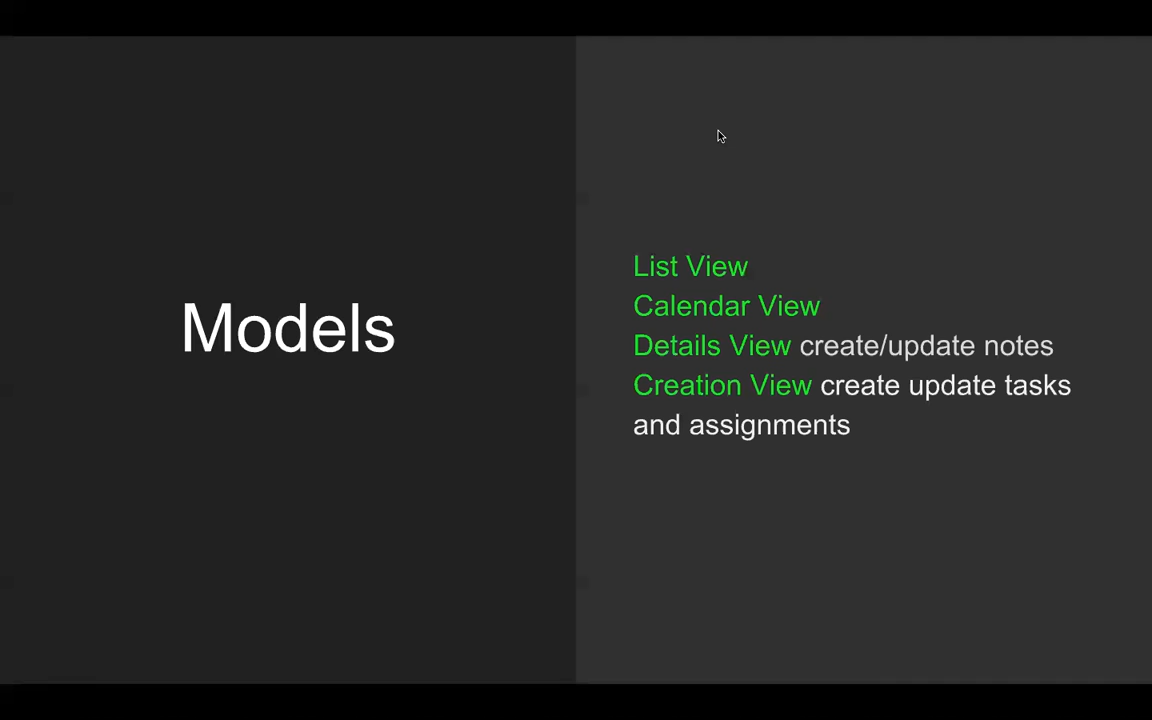 Models
List View
Calendar View
Details View create/update notes
Creation View create update tasks
and assignments